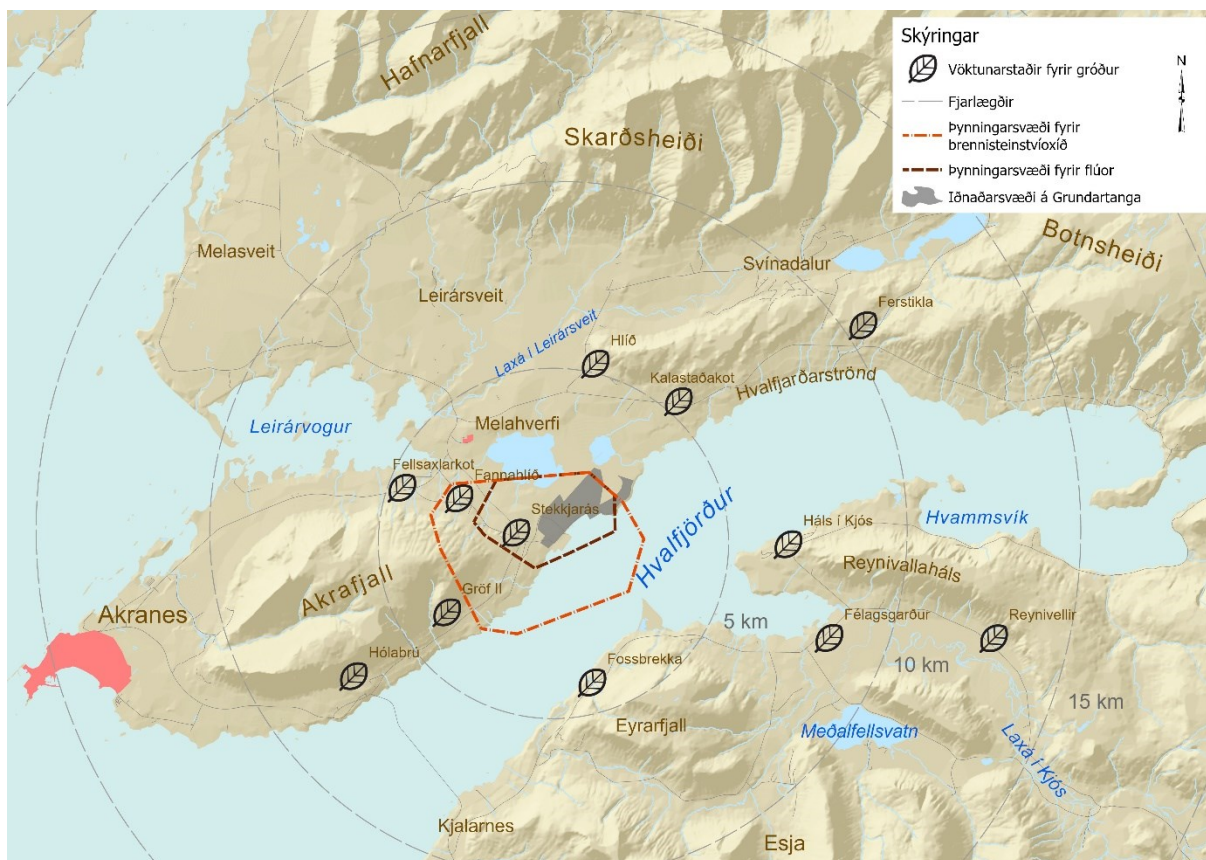 Hafnarfjall
Skarðsheiði
Skýringar
Vöktunarstaðir fyrir gróður
Fjarlægðir
Þynningarsvæði fyrir
brennisteinstvíoxíð
Þynningarsvæði fyrir flúor
Iðnaðarsvæði á Grundartanga
N
Melasveit
Leirársveit
Svínadalur
Botnsheiði
Ferstikla
Laxá í Leirársveit
Hlíð
Kalastaðakot
Hvalfjarðarströnd
Leirárvogur
Melahverfi
Fellsaxlarkot
Fannahlíð
Stekkjarás
Hvalfjörður
Háls í Kjós
Hvammsvík
Reynivallaháls
Akrafjall
Gröf II
Akranes
Hólabrú
Fossbrekka
5 km
Félagsgarður
Reynivellir
10 km
15 km
Eyrarfjall
Meðalfellsvatn
Laxá í Kjós
Kjalarnes
Esja